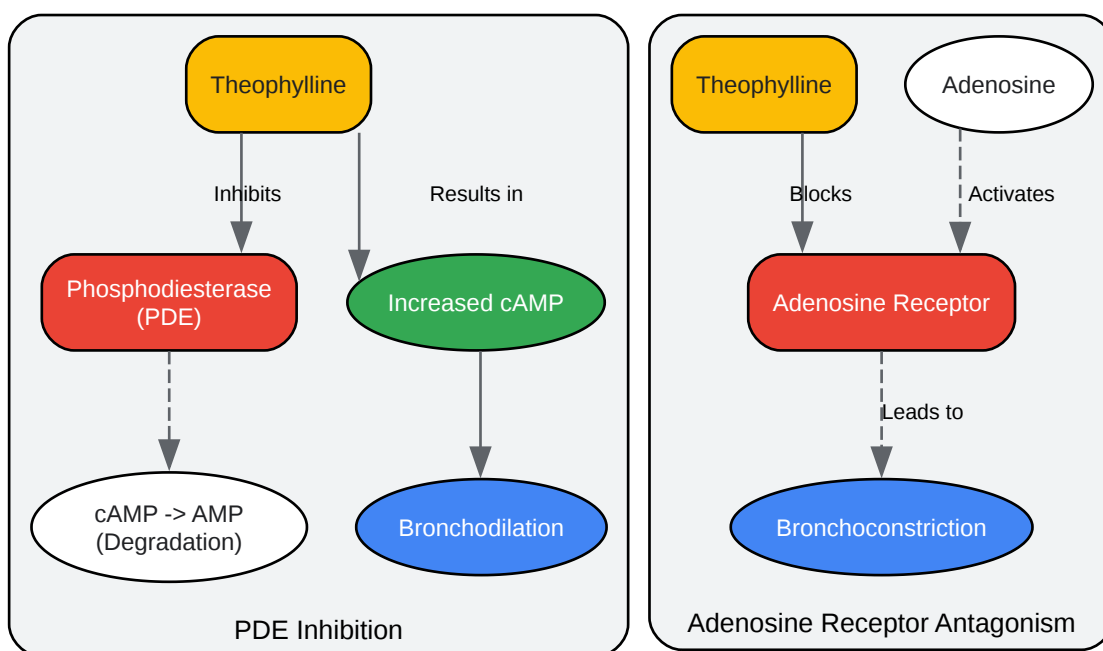 Theophylline
Inhibits
Results in
Phosphodiesterase
(PDE)
Increased cAMP
cAMP -> AMP
(Degradation)
Bronchodilation
PDE Inhibition
Theophylline
Adenosine
Blocks
Activates
Adenosine Receptor
Leads to
Bronchoconstriction
Adenosine Receptor Antagonism